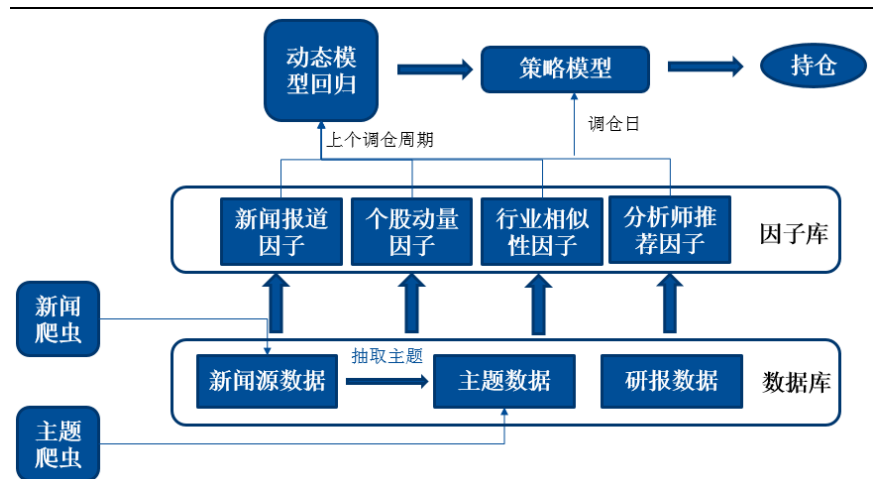 动态模
型回归
策略模型
持仓
上个调仓周期
调仓日
新闻报道
因子
个股动量
因子
行业相似
性因子
分析师推
荐因子
因子库
新闻
爬虫
抽取主题
新闻源数据
主题数据
研报数据
数据库
主题
爬虫